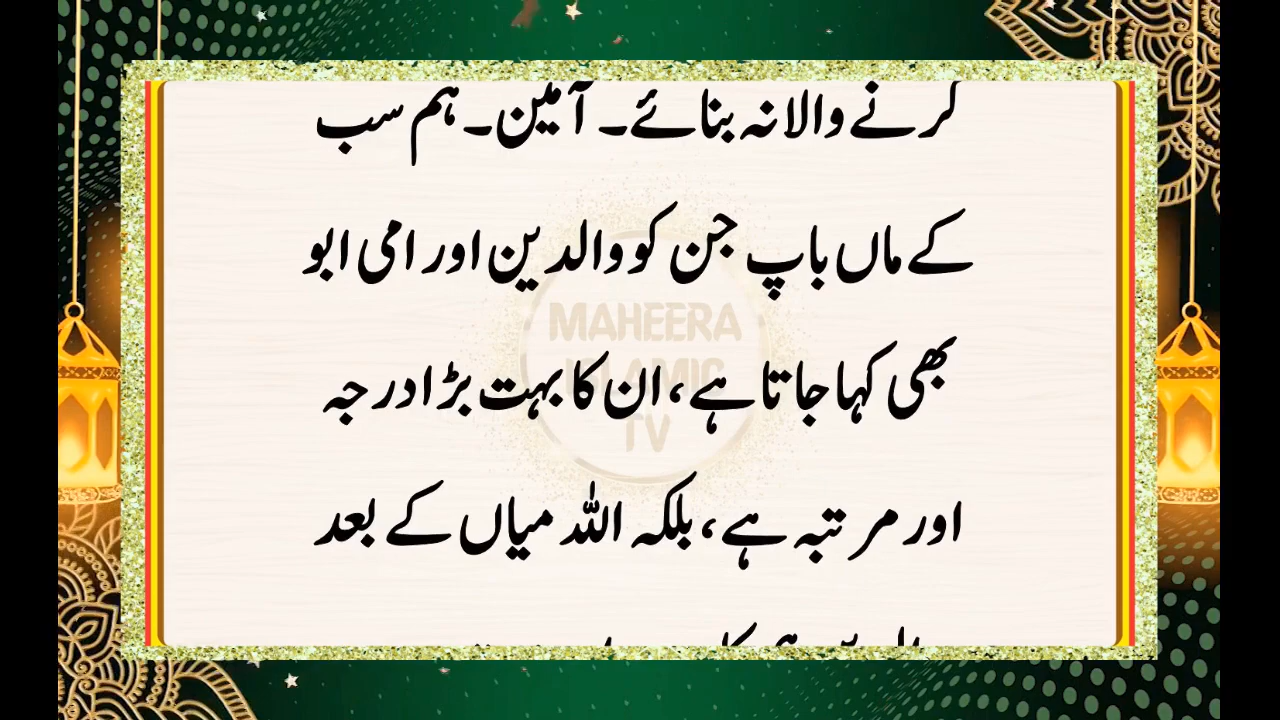 کرنے والا نہ بنائے۔ آمین۔ ہم سب
کے ماں باپ جن کو والدین اور امی ابو
بھی کہا جاتا ہے، ان کا بہت بڑا درجہ
اور مرتبہ ہے، بلکہ اللہ میاں کے بعد
MAHEERA
ISLAMIC
TV